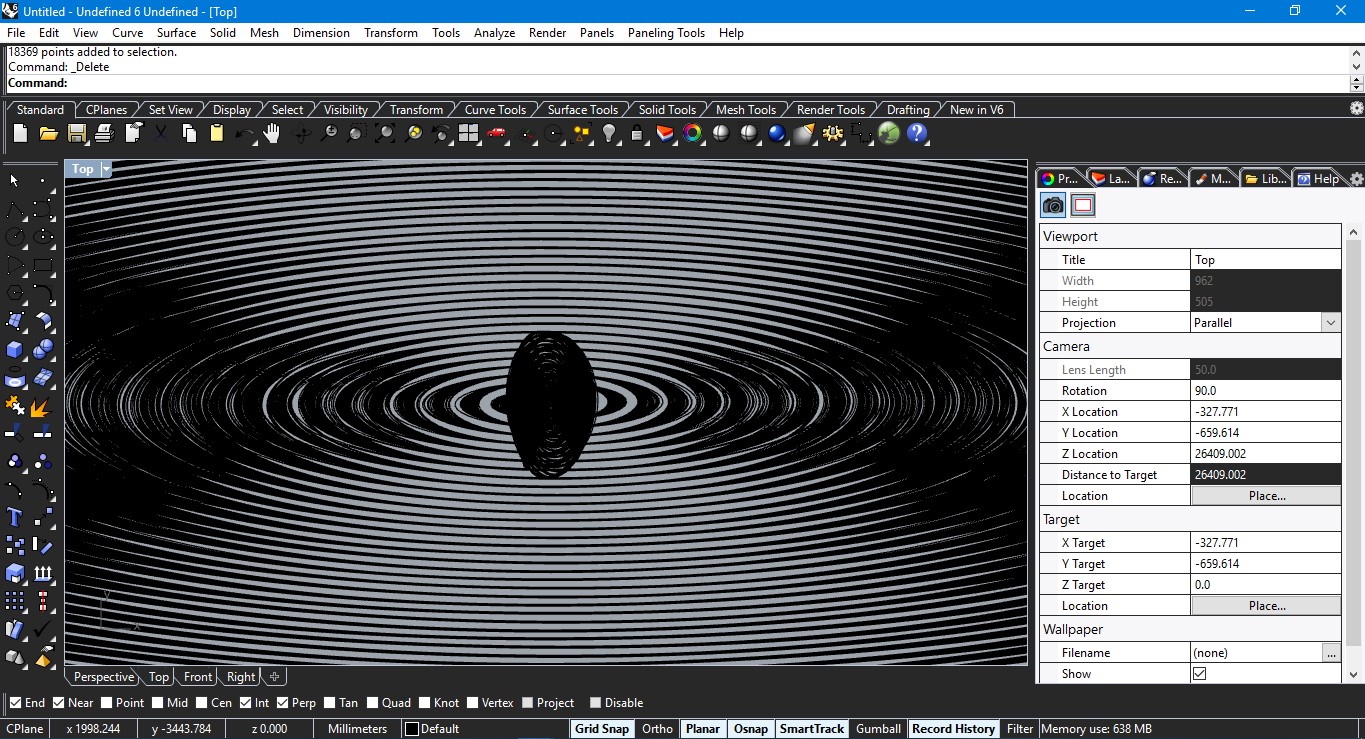 Untitled - Undefined 6 Undefined - [Top]
File Edit View Curve Surface Solid Mesh Dimension Transform Tools Analyze Render Panels Paneling Tools Help
18369 points added to selection.
Command: _Delete
Command:
Standard CPlanes Set View Display Select Visibility Transform Curve Tools Surface Tools Solid Tools Mesh Tools Render Tools Drafting New in V6
Top
Pr... La... Re... M... Lib... Help
Viewport
Title Top
Width 962
Height 505
Projection Parallel
Camera
Lens Length 50.0
Rotation 90.0
X Location -327.771
Y Location -659.614
Z Location 26409.002
Distance to Target 26409.002
Location Place...
Target
X Target -327.771
Y Target -659.614
Z Target 0.0
Location Place...
Wallpaper
Filename (none) ...
Show
y
x
Perspective Top Front Right
End Near Point Mid Cen Int Perp Tan Quad Knot Vertex Project Disable
CPlane x 1998.244 y -3443.784 z 0.000 Millimeters Default Grid Snap Ortho Planar Osnap SmartTrack Gumball Record History Filter Memory use: 638 MB